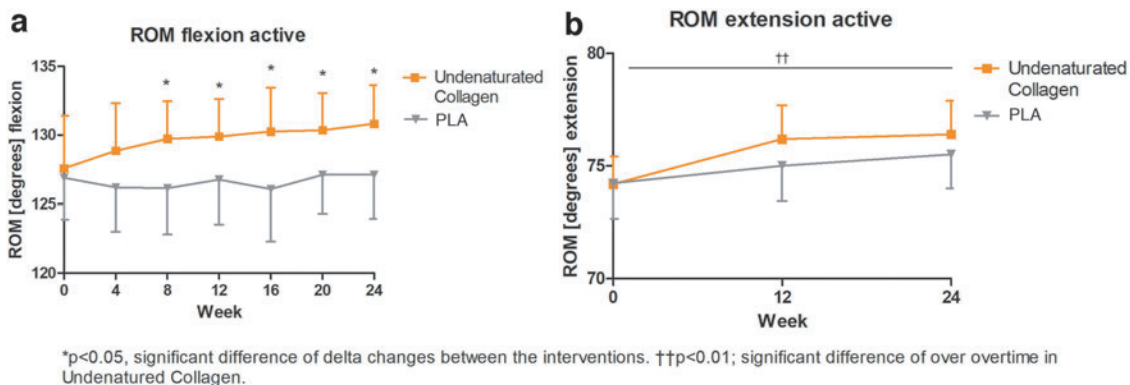 a
ROM flexion active
135
130
125
120
ROM [degrees] flexion
* * * * *
Undenaturated
Collagen
PLA
0 4 8 12 16 20 24
Week
b
ROM extension active
80
75
70
ROM [degrees] extension
††
Undenaturated
Collagen
PLA
0 12 24
Week
*p<0.05, significant difference of delta changes between the interventions. ††p<0.01; significant difference of over overtime in
Undenatured Collagen.